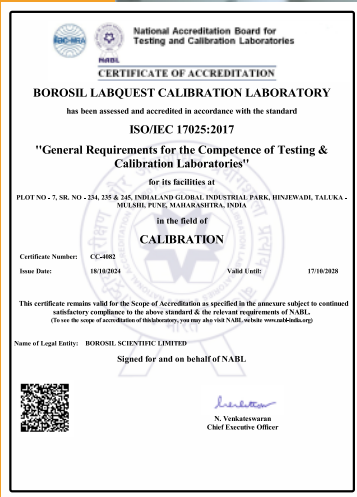 National Accreditation Board for
Testing and Calibration Laboratories
NABL
CERTIFICATE OF ACCREDITATION
BOROSIL LABQUEST CALIBRATION LABORATORY
has been assessed and accredited in accordance with the standard
ISO/IEC 17025:2017
"General Requirements for the Competence of Testing &
Calibration Laboratories"
for its facilities at
PLOT NO - 7, SR. NO - 234, 235 & 245, INDIALAND GLOBAL INDUSTRIAL PARK, HINJEWADI, TALUKA -
MULSHI, PUNE, MAHARASHTRA, INDIA
in the field of
CALIBRATION
Certificate Number: CC-4082
Issue Date: 18/10/2024 Valid Until: 17/10/2028
This certificate remains valid for the Scope of Accreditation as specified in the annexure subject to continued
satisfactory compliance to the above standard & the relevant requirements of NABL.
(To see the scope of accreditation of thislaboratory, you may also visit NABL website www.nabl-india.org)
Name of Legal Entity: BOROSIL SCIENTIFIC LIMITED
Signed for and on behalf of NABL
N. Venkateswaran
Chief Executive Officer